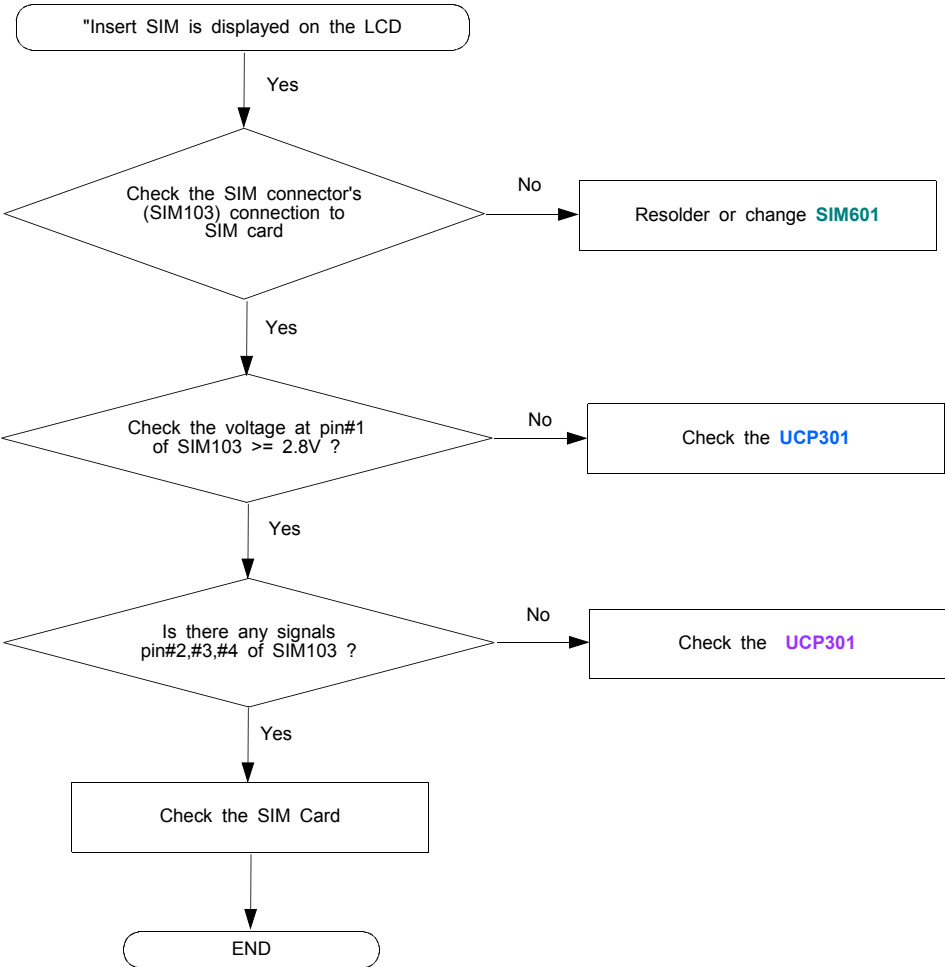 "Insert SIM is displayed on the LCD
Yes
Check the SIM connector's
(SIM103) connection to
SIM card
No
Resolder or change SIM601
Yes
Check the voltage at pin#1
of SIM103 >= 2.8V ?
No
Check the UCP301
Yes
Is there any signals
pin#2,#3,#4 of SIM103 ?
No
Check the UCP301
Yes
Check the SIM Card
END